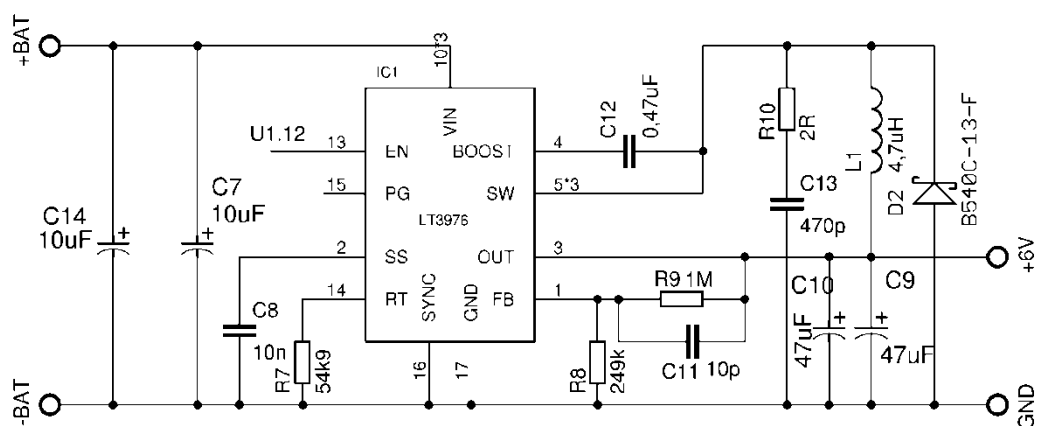 +BAT
10*3
IC1
VIN
U1.12
13
EN
BOOST
4
C12
0,47uF
R10
2R
L1
4,7uH
D2
B540C-13-F
15
PG
SW
5*3
LT3976
C13
470p
C14
10uF
C7
10uF
2
SS
OUT
3
+6V
14
RT
SYNC
GND
FB
1
R9 1M
C10
47uF
C9
47uF
C8
10n
R7
54k9
16
17
R8
249k
C11
10p
-BAT
GND